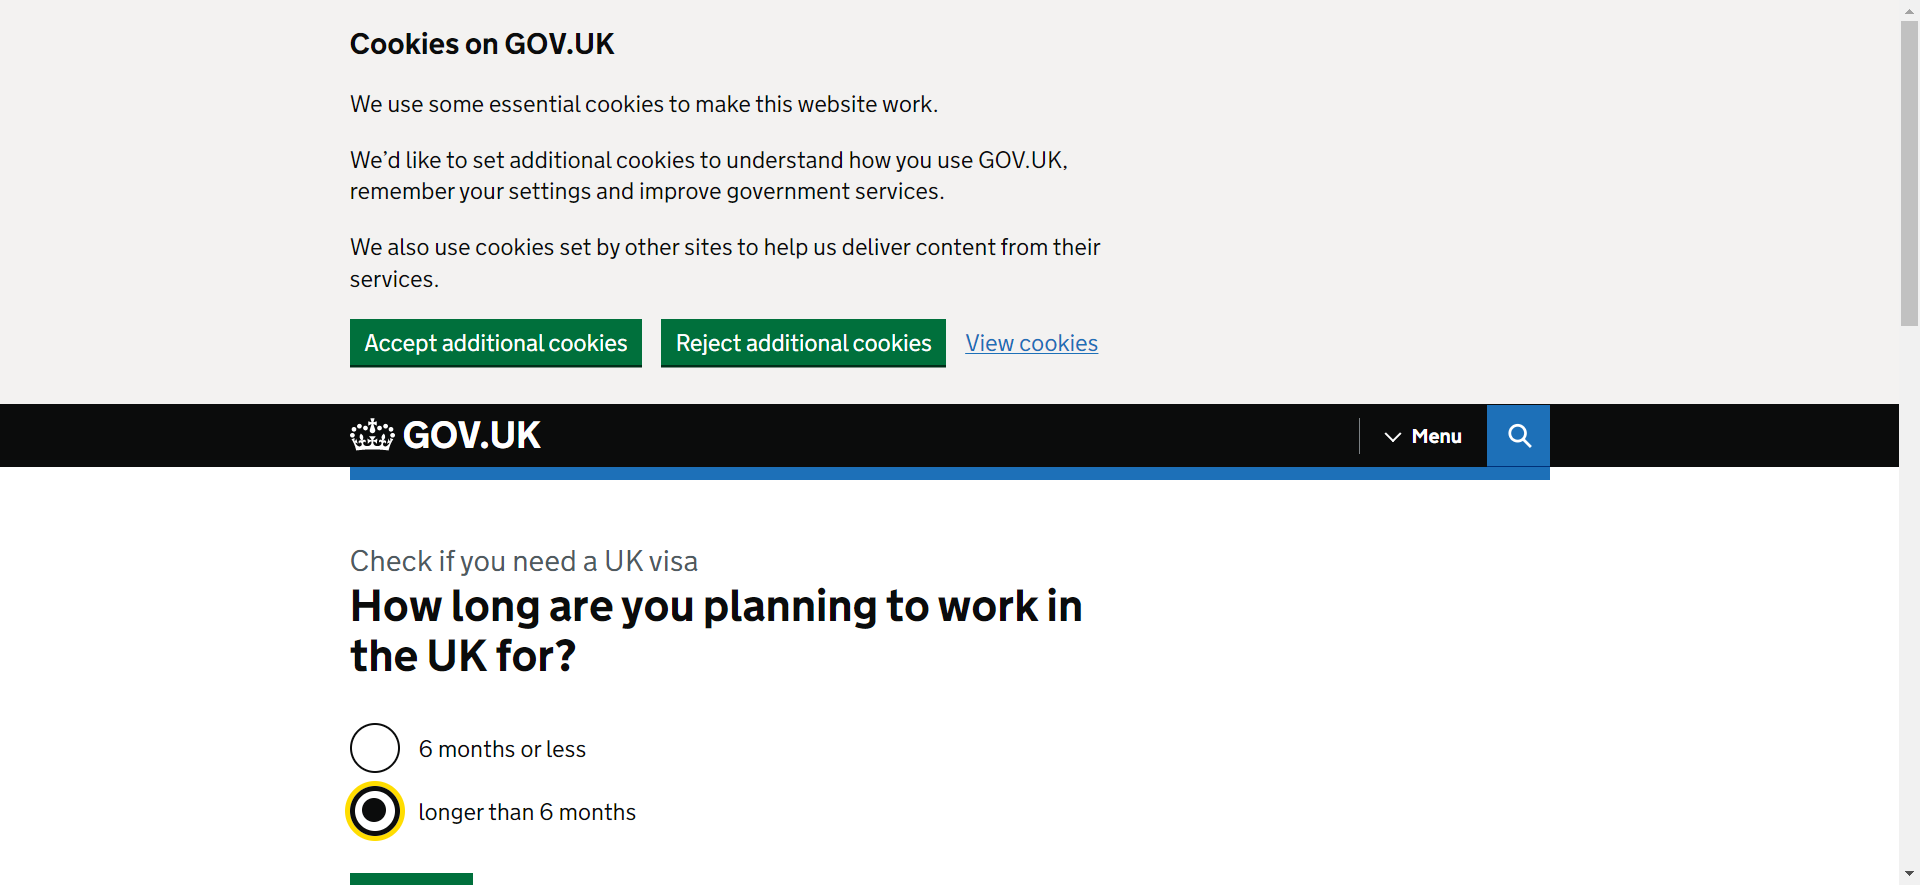 Cookies on GOV.UK
We use some essential cookies to make this website work.
We’d like to set additional cookies to understand how you use GOV.UK,
remember your settings and improve government services.
We also use cookies set by other sites to help us deliver content from their
services.
Accept additional cookies Reject additional cookies View cookies
GOV.UK Menu
Check if you need a UK visa
How long are you planning to work in
the UK for?
6 months or less
longer than 6 months